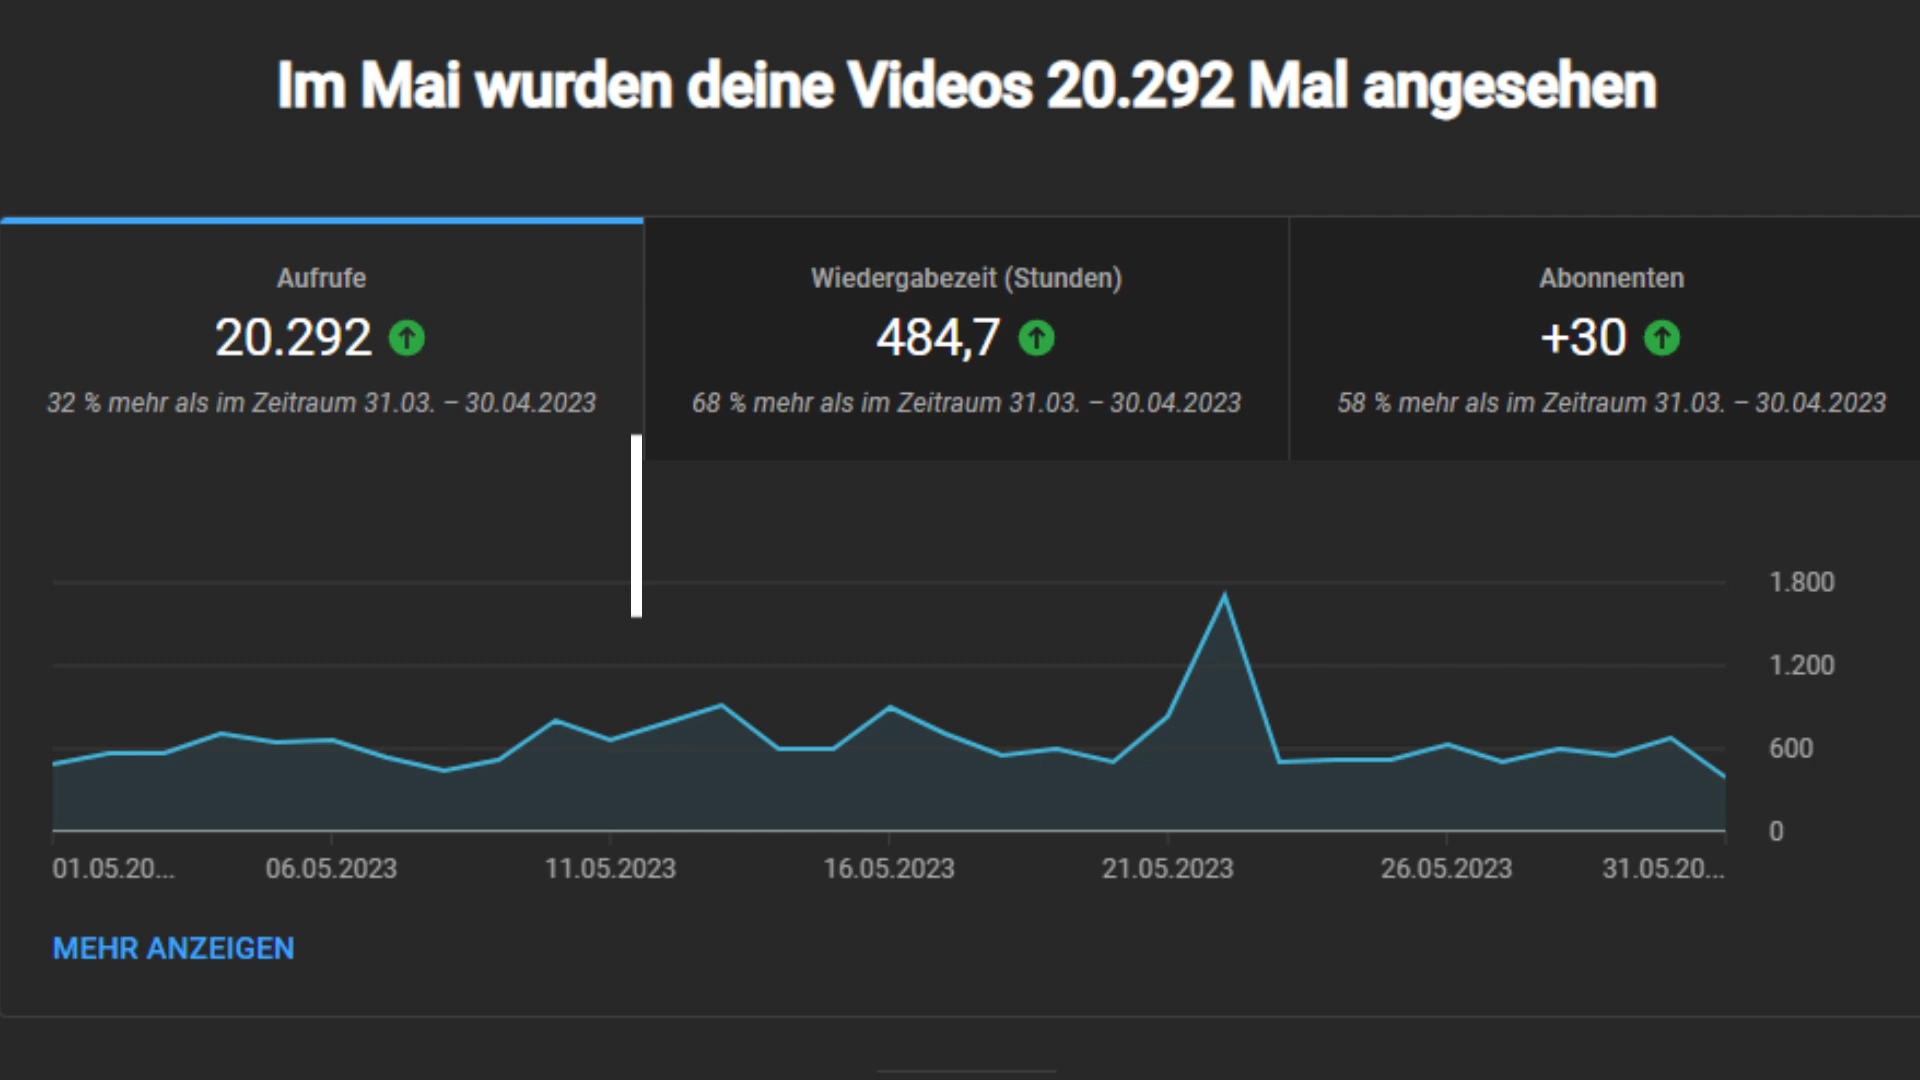 Im Mai wurden deine Videos 20.292 Mal angesehen
Aufrufe
20.292
32 % mehr als im Zeitraum 31.03. – 30.04.2023
Wiedergabezeit (Stunden)
484,7
68 % mehr als im Zeitraum 31.03. – 30.04.2023
Abonnenten
+30
58 % mehr als im Zeitraum 31.03. – 30.04.2023
1.800
1.200
600
0
01.05.20... 06.05.2023 11.05.2023 16.05.2023 21.05.2023 26.05.2023 31.05.20...
MEHR ANZEIGEN